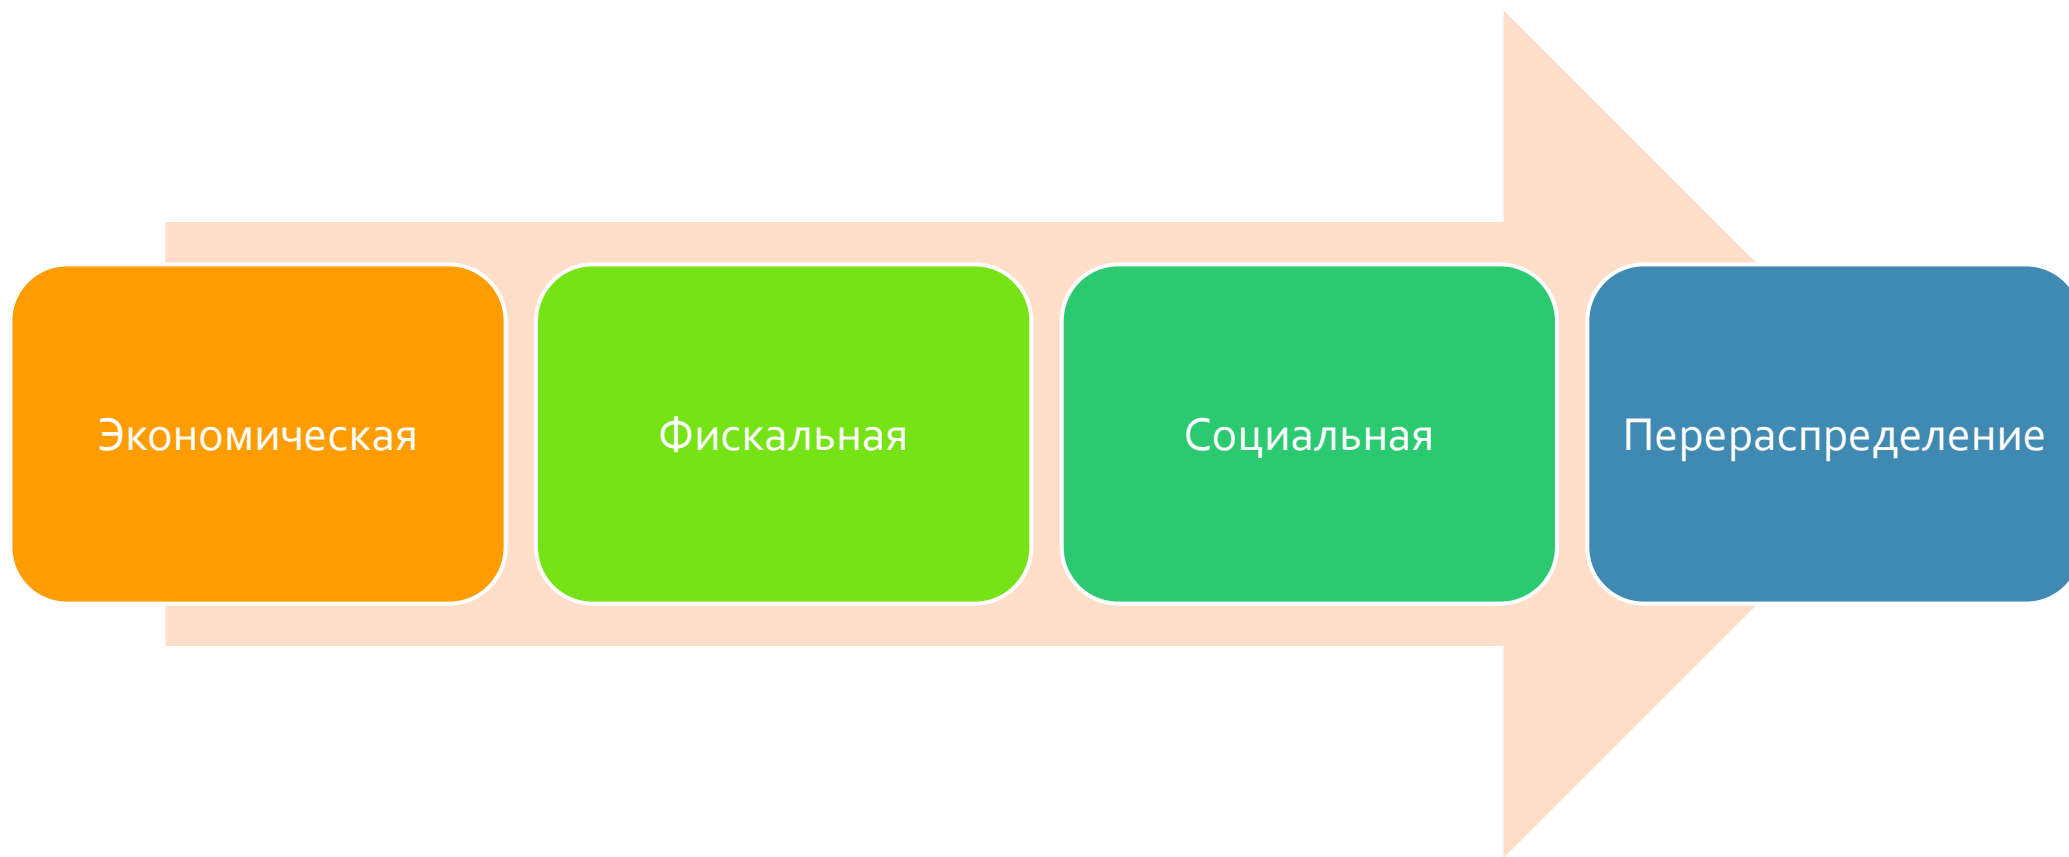 Экономическая
Фискальная
Социальная
Перераспределение